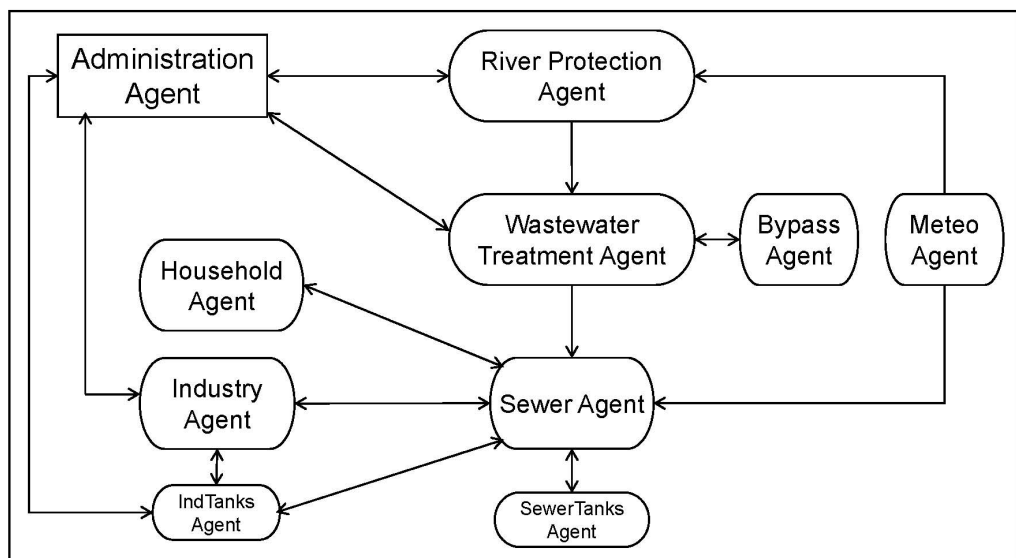 Administration
Agent
River Protection
Agent
Wastewater
Treatment Agent
Bypass
Agent
Meteo
Agent
Household
Agent
Industry
Agent
Sewer Agent
IndTanks
Agent
SewerTanks
Agent